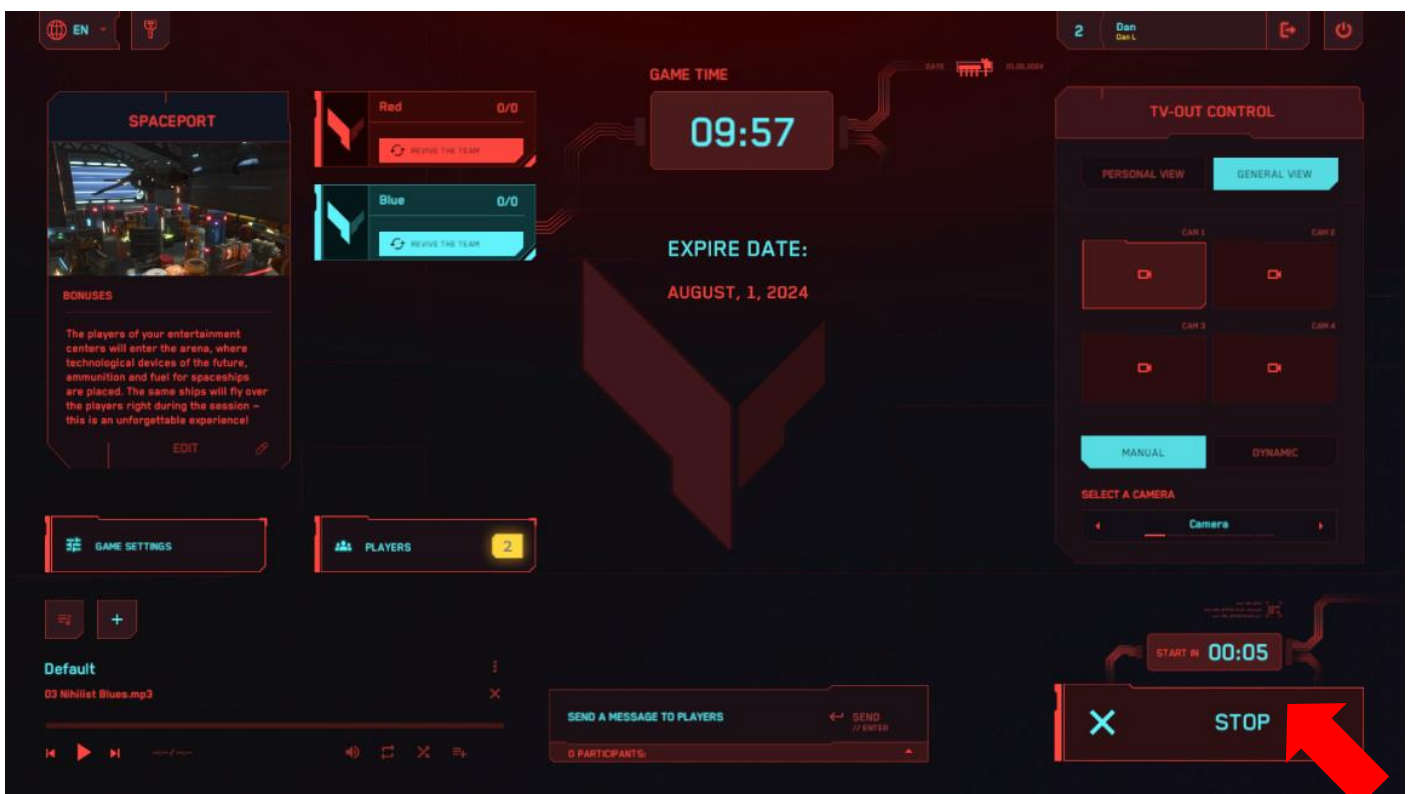 EN
2
Dan
Dan L
GAME TIME
DATE
01.01.2024
SPACEPORT
Red
0/0
REVIVE THE TEAM
09:57
TV-OUT CONTROL
PERSONAL VIEW
GENERAL VIEW
Blue
0/0
REVIVE THE TEAM
EXPIRE DATE:
AUGUST, 1, 2024
CAM 1
CAM 2
BONUSES
The players of your entertainment
centers will enter the arena, where
technological devices of the future,
ammunition and fuel for spaceships
are placed. The same ships will fly over
the players right during the session –
this is an unforgettable experience!
EDIT
CAM 3
CAM 4
MANUAL
DYNAMIC
SELECT A CAMERA
Camera
GAME SETTINGS
PLAYERS
2
Default
03 Nihilist Blues.mp3
--:-- / --:--
START IN 00:05
SEND A MESSAGE TO PLAYERS
SEND
// ENTER
0 PARTICIPANTS:
STOP